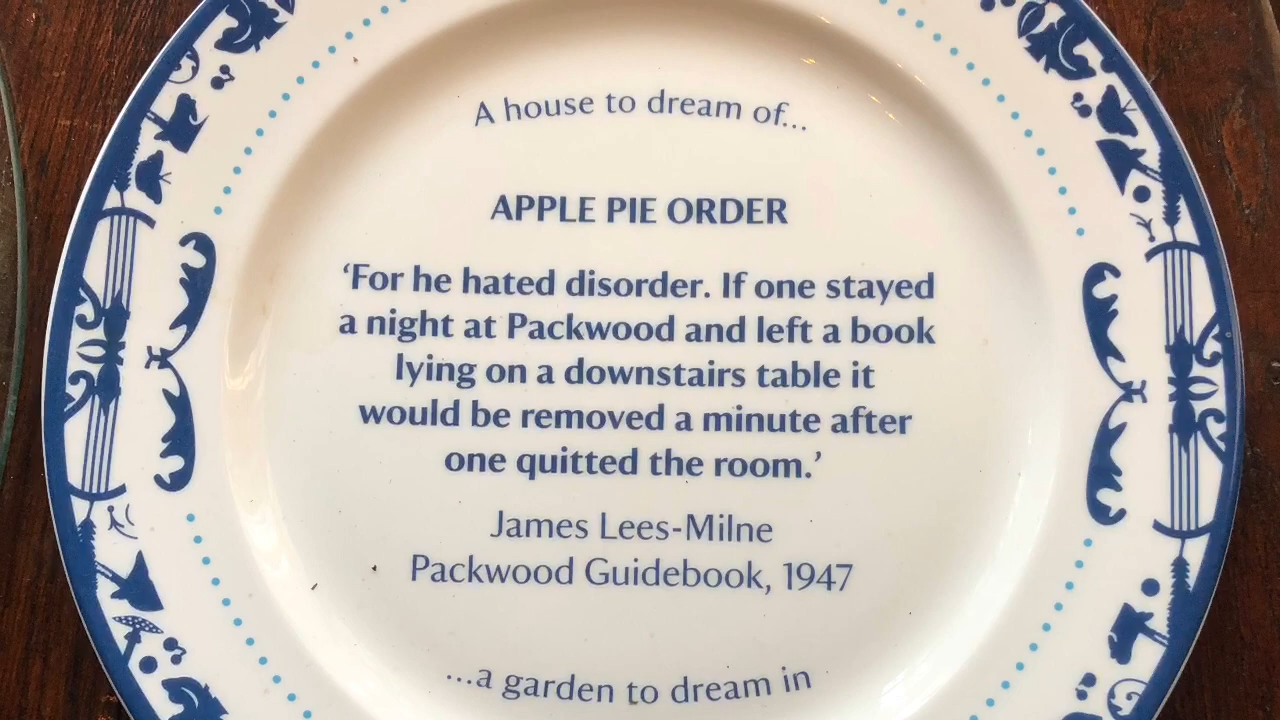 A house to dream of...
APPLE PIE ORDER
‘For he hated disorder. If one stayed
a night at Packwood and left a book
lying on a downstairs table it
would be removed a minute after
one quitted the room.’
James Lees-Milne
Packwood Guidebook, 1947
...a garden to dream in